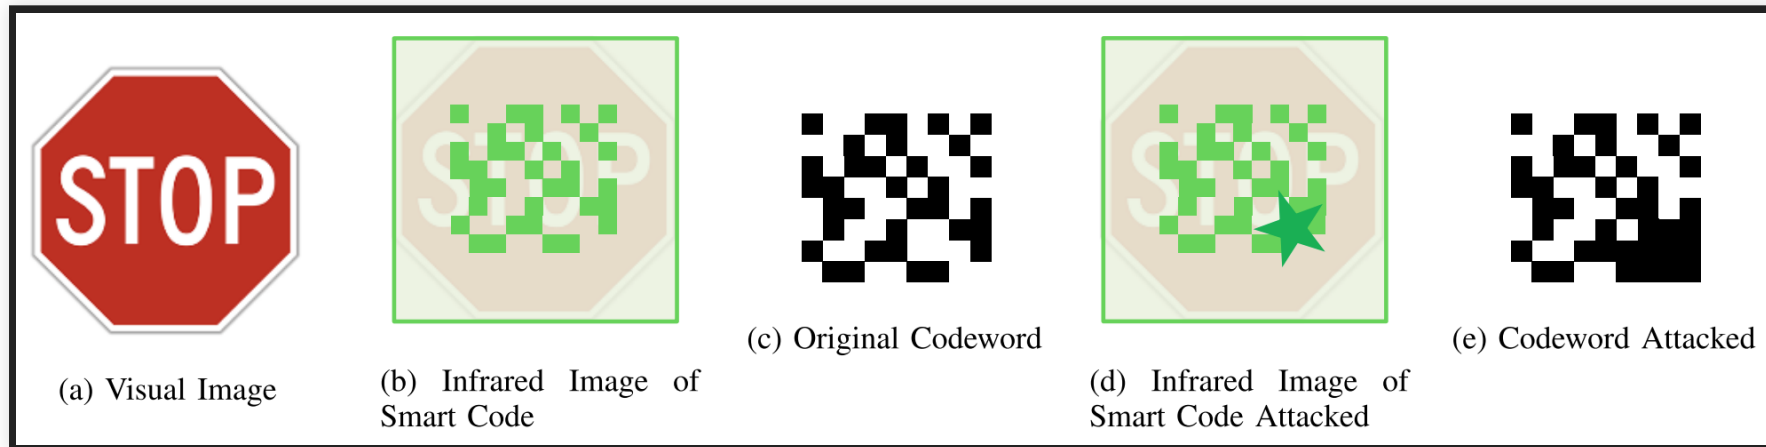 STOP
STOP
STOP
(a) Visual Image
(b) Infrared Image of
Smart Code
(c) Original Codeword
(d) Infrared Image of
Smart Code Attacked
(e) Codeword Attacked